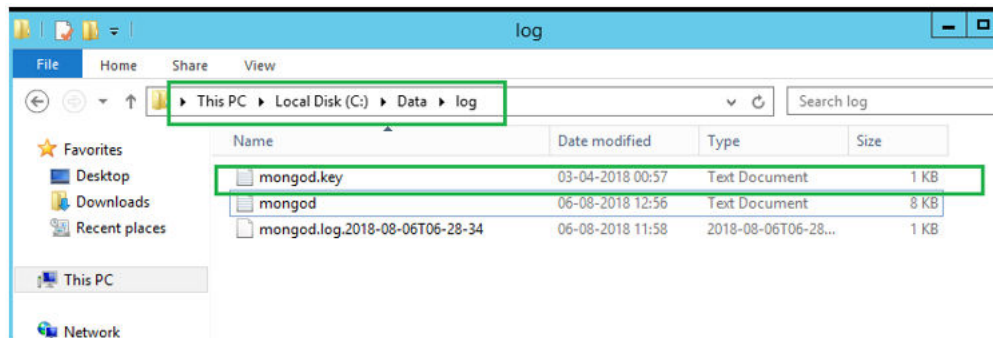 log
File Home Share View
This PC Local Disk (C:) Data log Search log
Name Date modified Type Size
Favorites
Desktop
Downloads
Recent places
This PC
Network
mongod.key 03-04-2018 00:57 Text Document 1 KB
mongod 06-08-2018 12:56 Text Document 8 KB
mongod.log.2018-08-06T06-28-34 06-08-2018 11:58 2018-08-06T06-28... 1 KB